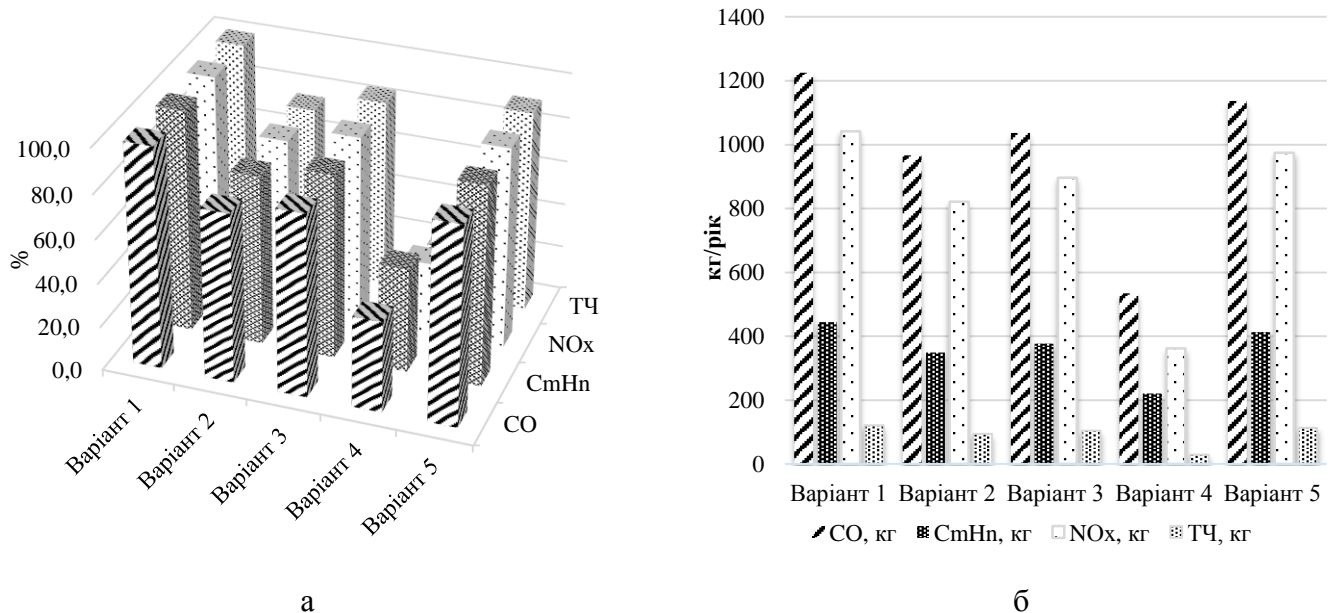 100,0
80,0
60,0
40,0
20,0
0,0
%
Варіант 1
Варіант 2
Варіант 3
Варіант 4
Варіант 5
ТЧ
NOx
CmHn
CO
а
1400
1200
1000
800
600
400
200
0
кг/рік
Варіант 1 Варіант 2 Варіант 3 Варіант 4 Варіант 5
CO, кг CmHn, кг NOx, кг ТЧ, кг
б